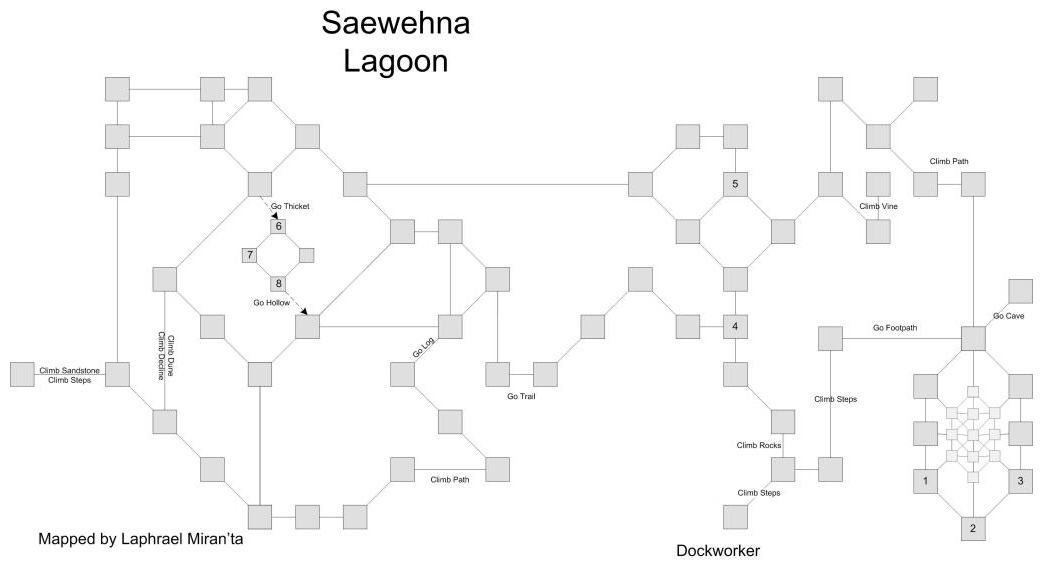 Saewehna
Lagoon
Climb Path
5
Go Thicket
Climb Vine
6
7
8
Go Hollow
Go Cave
4
Go Footpath
Go Log
Climb Dune
Climb Decline
Climb Sandstone
Climb Steps
Go Trail
Climb Steps
Climb Rocks
Climb Path
1
3
Climb Steps
2
Mapped by Laphrael Miran'ta
Dockworker